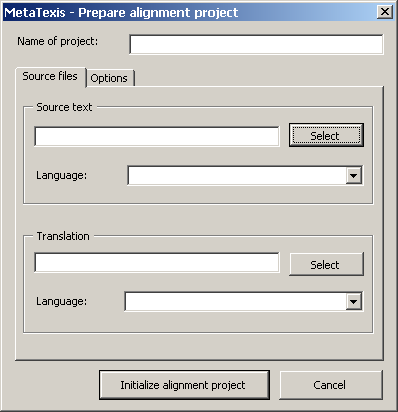 MetaTexis - Prepare alignment project
Name of project:
Source files Options
Source text
Select
Language:
Translation
Select
Language:
Initialize alignment project Cancel